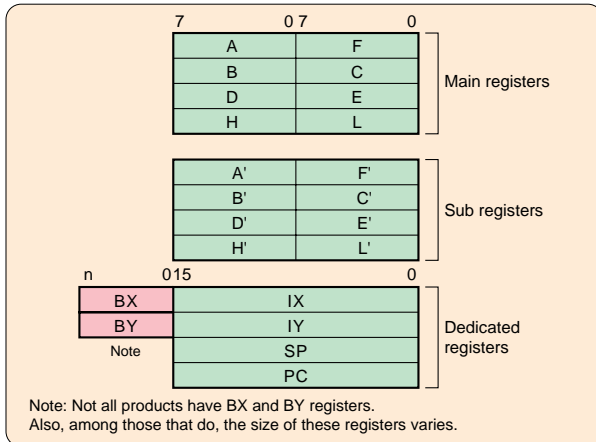 7 0 7 0
A F
B C
D E
H L
Main registers
A' F'
B' C'
D' E'
H' L'
Sub registers
n 0 15 0
BX IX
BY IY
Note SP
PC
Dedicated
registers
Note: Not all products have BX and BY registers.
Also, among those that do, the size of these registers varies.